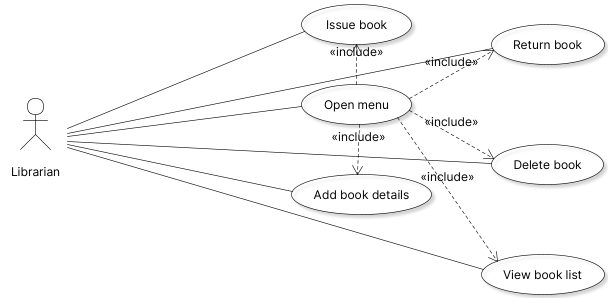 Issue book
«include»
Return book
«include»
Open menu
«include»
«include»
Delete book
Librarian
«include»
Add book details
View book list